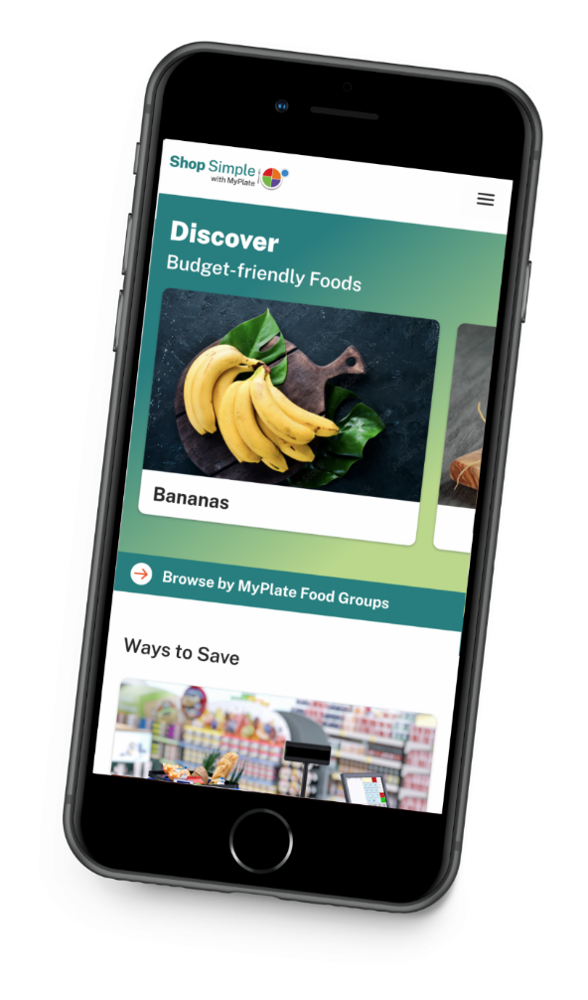 Shop Simple
with MyPlate
Discover
Budget-friendly Foods
Bananas
Browse by MyPlate Food Groups
Ways to Save